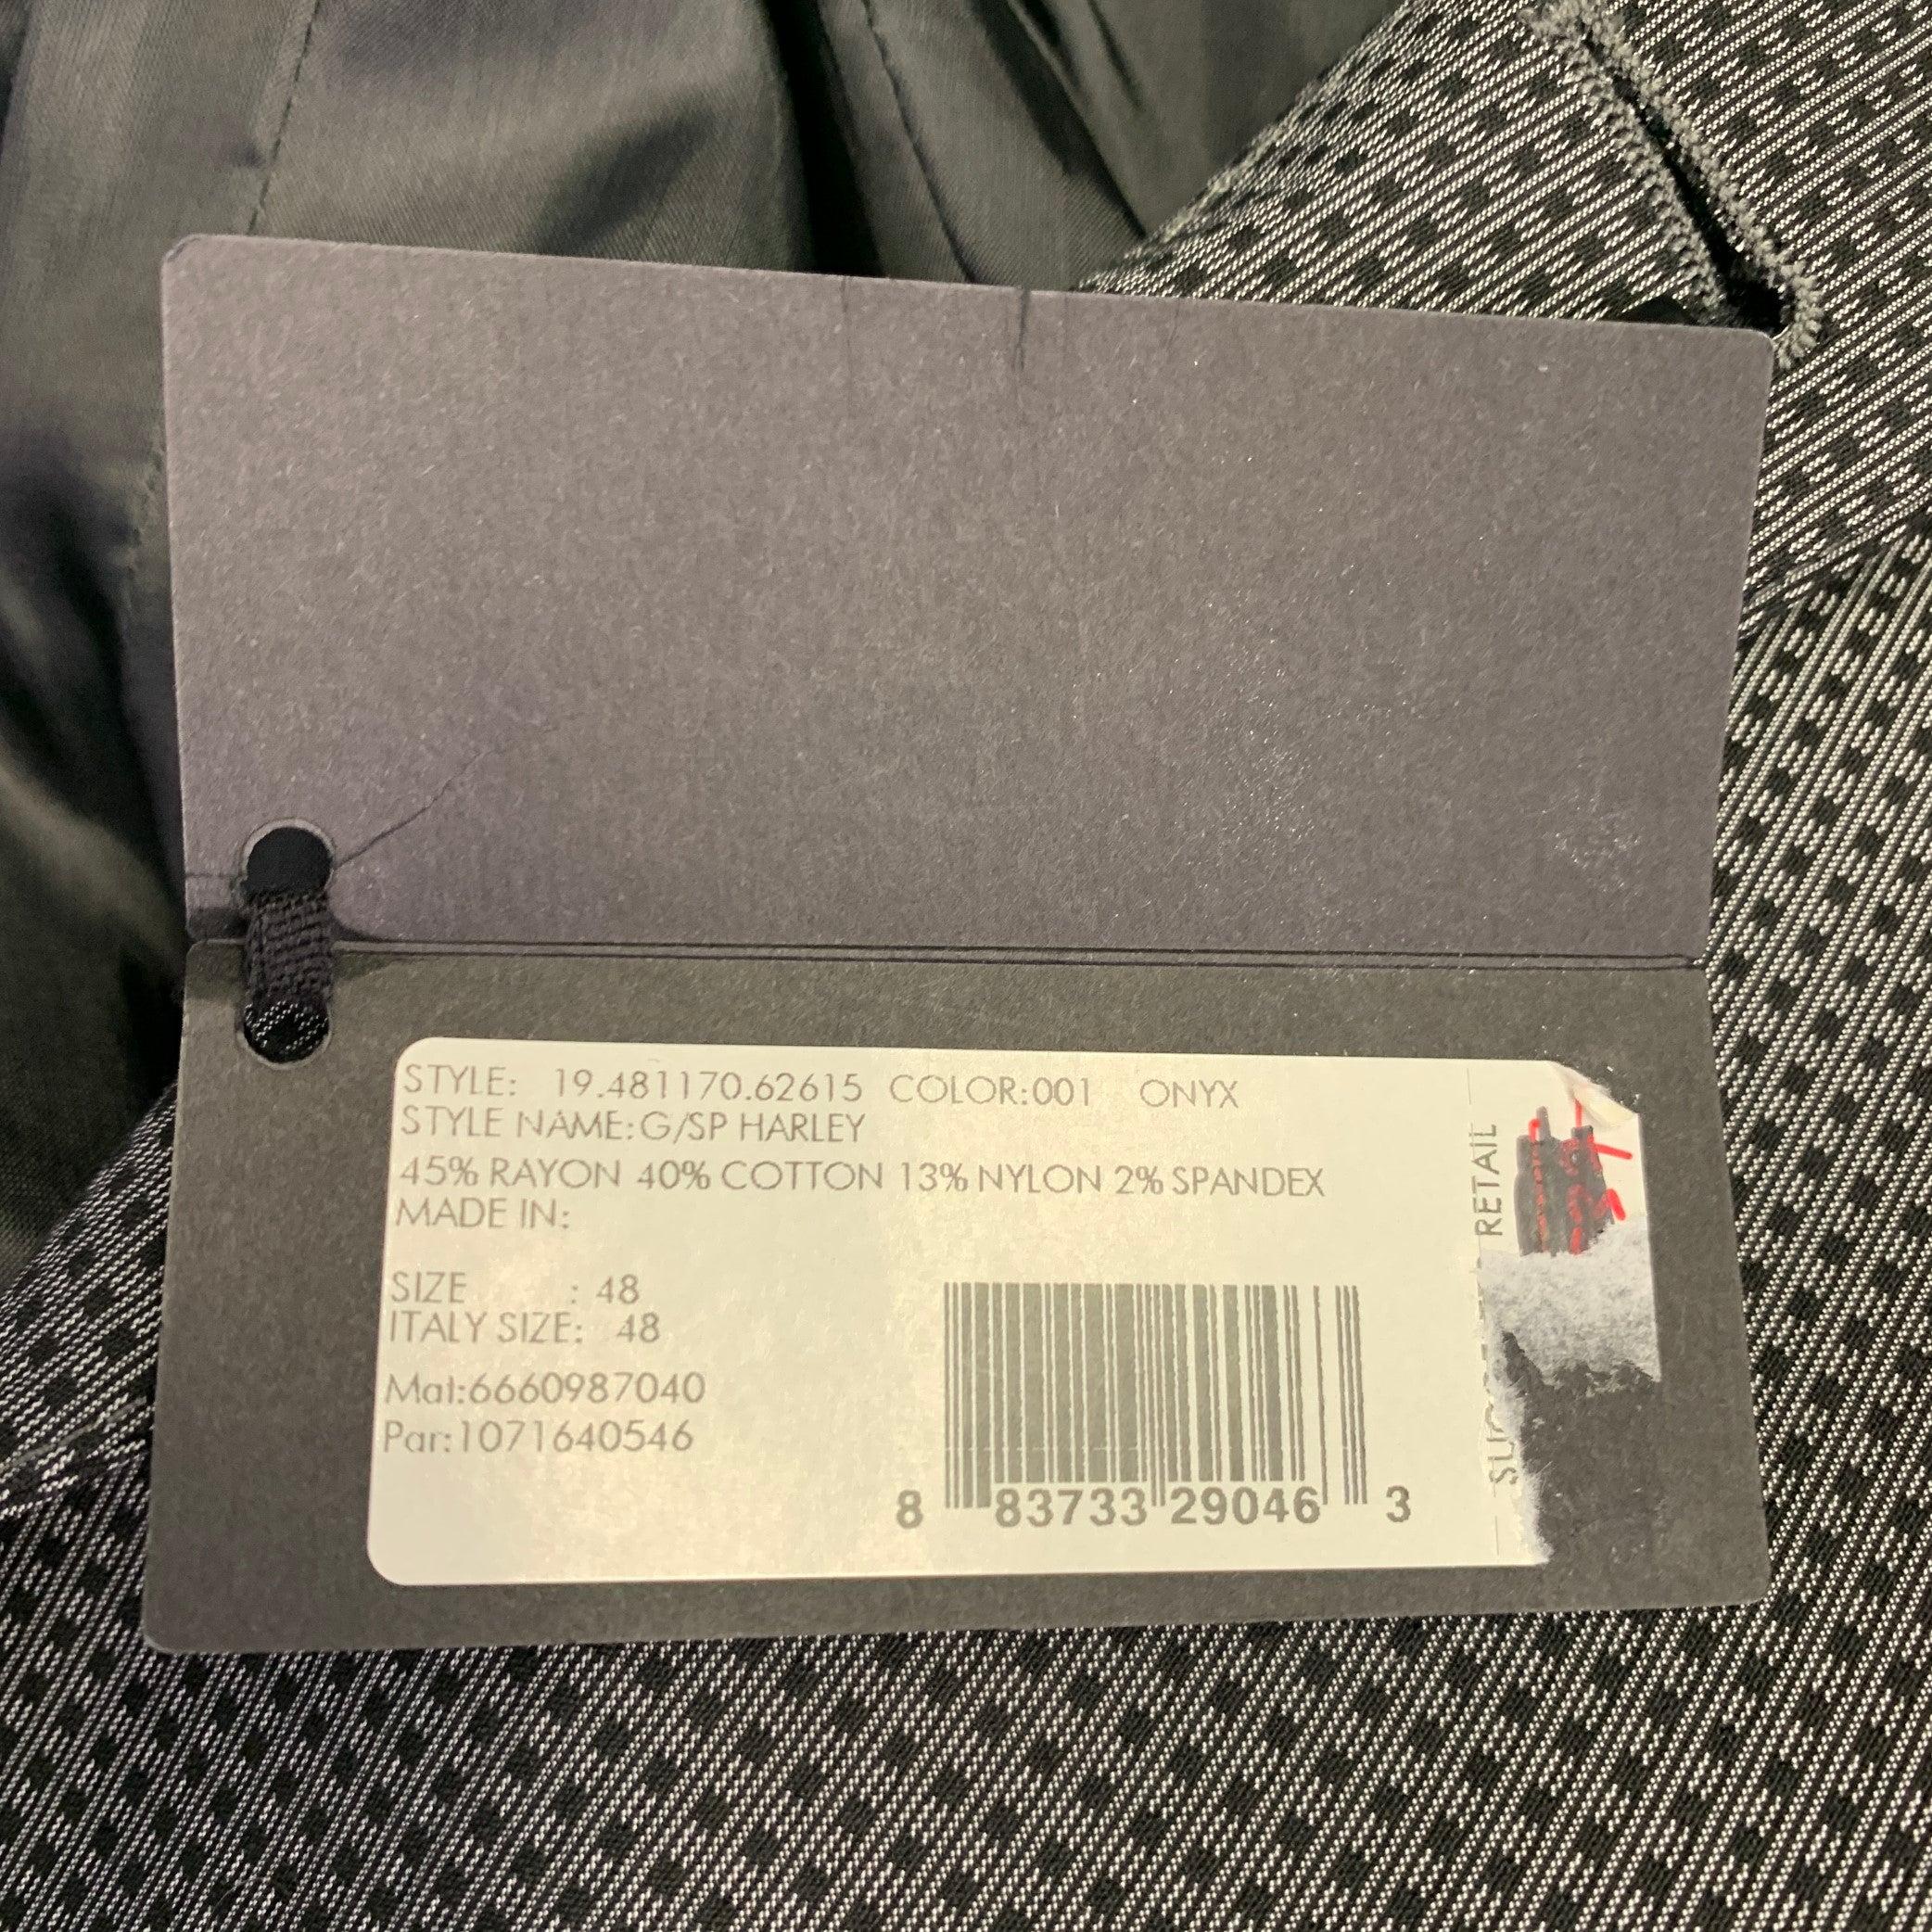 STYLE: 19.481170.62615 COLOR:001 ONYX
STYLE NAME:G/SP HARLEY
45% RAYON 40% COTTON 13% NYLON 2% SPANDEX
MADE IN:
SIZE : 48
ITALY SIZE: 48
Mat:6660987040
Par:1071640546
8 83733 29046 3
RETAIL